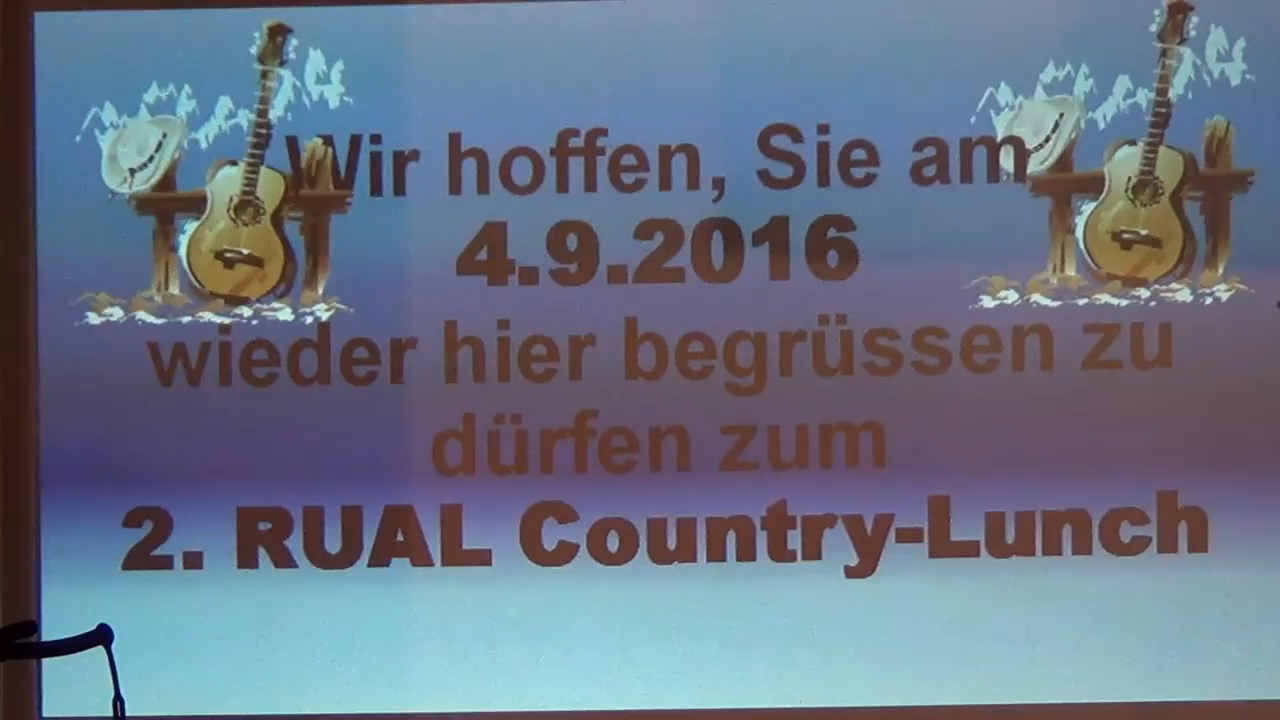 Wir hoffen, Sie am
4.9.2016
wieder hier begrüssen zu
dürfen zum
2. RUAL Country-Lunch